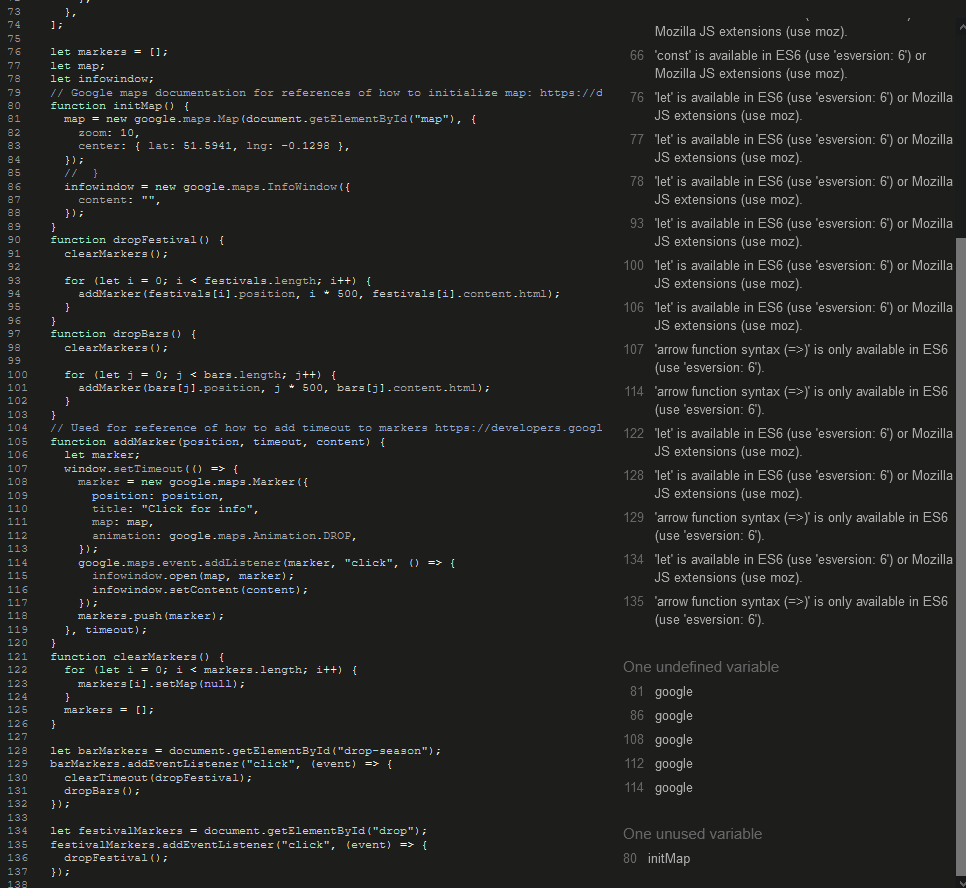 73 },
74 ];
75
76 let markers = [];
77 let map;
78 let infowindow;
79 // Google maps documentation for references of how to initialize map: https://d
80 function initMap() {
81 map = new google.maps.Map(document.getElementById("map"), {
82 zoom: 10,
83 center: { lat: 51.5941, lng: -0.1298 },
84 });
85 // }
86 infowindow = new google.maps.InfoWindow({
87 content: "",
88 });
89 }
90 function dropFestival() {
91 clearMarkers();
92
93 for (let i = 0; i < festivals.length; i++) {
94 addMarker(festivals[i].position, i * 500, festivals[i].content.html);
95 }
96 }
97 function dropBars() {
98 clearMarkers();
99
100 for (let j = 0; j < bars.length; j++) {
101 addMarker(bars[j].position, j * 500, bars[j].content.html);
102 }
103 }
104 // Used for reference of how to add timeout to markers https://developers.googl
105 function addMarker(position, timeout, content) {
106 let marker;
107 window.setTimeout(() => {
108 marker = new google.maps.Marker({
109 position: position,
110 title: "Click for info",
111 map: map,
112 animation: google.maps.Animation.DROP,
113 });
114 google.maps.event.addListener(marker, "click", () => {
115 infowindow.open(map, marker);
116 infowindow.setContent(content);
117 });
118 markers.push(marker);
119 }, timeout);
120 }
121 function clearMarkers() {
122 for (let i = 0; i < markers.length; i++) {
123 markers[i].setMap(null);
124 }
125 markers = [];
126 }
127
128 let barMarkers = document.getElementById("drop-season");
129 barMarkers.addEventListener("click", (event) => {
130 clearTimeout(dropFestival);
131 dropBars();
132 });
133
134 let festivalMarkers = document.getElementById("drop");
135 festivalMarkers.addEventListener("click", (event) => {
136 dropFestival();
137 });
138
Mozilla JS extensions (use moz).
66 'const' is available in ES6 (use 'esversion: 6') or
Mozilla JS extensions (use moz).
76 'let' is available in ES6 (use 'esversion: 6') or Mozilla
JS extensions (use moz).
77 'let' is available in ES6 (use 'esversion: 6') or Mozilla
JS extensions (use moz).
78 'let' is available in ES6 (use 'esversion: 6') or Mozilla
JS extensions (use moz).
93 'let' is available in ES6 (use 'esversion: 6') or Mozilla
JS extensions (use moz).
100 'let' is available in ES6 (use 'esversion: 6') or Mozilla
JS extensions (use moz).
106 'let' is available in ES6 (use 'esversion: 6') or Mozilla
JS extensions (use moz).
107 'arrow function syntax (=>)' is only available in ES6
(use 'esversion: 6').
114 'arrow function syntax (=>)' is only available in ES6
(use 'esversion: 6').
122 'let' is available in ES6 (use 'esversion: 6') or Mozilla
JS extensions (use moz).
128 'let' is available in ES6 (use 'esversion: 6') or Mozilla
JS extensions (use moz).
129 'arrow function syntax (=>)' is only available in ES6
(use 'esversion: 6').
134 'let' is available in ES6 (use 'esversion: 6') or Mozilla
JS extensions (use moz).
135 'arrow function syntax (=>)' is only available in ES6
(use 'esversion: 6').
One undefined variable
81 google
86 google
108 google
112 google
114 google
One unused variable
80 initMap